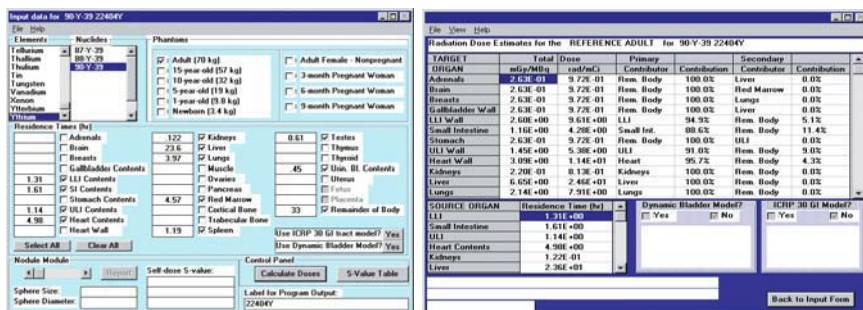 Input data for 90-Y-39 22404Y
File Help
Elements
Nuclides
Phantoms
Tellurium
Thallium
Thulium
Tin
Tungsten
Vanadium
Xenon
Ytterbium
Yttrium
87-Y-39
88-Y-39
90-Y-39
Adult (70 kg)
15-year-old (57 kg)
10-year-old (32 kg)
5-year-old (19 kg)
1-year-old (9.8 kg)
Newborn (3.4 kg)
Adult Female - Nonpregnant
3-month Pregnant Woman
6-month Pregnant Woman
9-month Pregnant Woman
Residence Times (hr)
Adrenals
Brain
Breasts
Gallbladder Contents
1.31 LLI Contents
1.61 SI Contents
Stomach Contents
1.14 ULI Contents
4.98 Heart Contents
Heart Wall
.122 Kidneys
23.6 Liver
3.97 Lungs
Muscle
Ovaries
Pancreas
4.57 Red Marrow
Cortical Bone
Trabecular Bone
1.19 Spleen
0.61 Testes
Thymus
Thyroid
.45 Urin. Bl. Contents
Uterus
Fetus
Placenta
33 Remainder of Body
Select All Clear All
Use ICRP 30 GI tract model? Yes
Use Dynamic Bladder Model? Yes
Nodule Module
Report
Self-dose S-value:
Sphere Size:
Sphere Diameter:
Control Panel
Calculate Doses S-Value Table
Label for Program Output:
22404Y
File View Help
Radiation Dose Estimates for the REFERENCE ADULT for 90-Y-39 22404Y
TARGET Total Dose Primary Secondary
ORGAN mGy/MBq rad/mCi Contributor Contribution Contributor Contribution
Adrenals 2.63E-01 9.72E-01 Rem. Body 100.0% Liver 0.0%
Brain 2.63E-01 9.72E-01 Rem. Body 100.0% Red Marrow 0.0%
Breasts 2.63E-01 9.72E-01 Rem. Body 100.0% Lungs 0.0%
Gallbladder Wall 2.63E-01 9.72E-01 Rem. Body 100.0% Liver 0.0%
LLI Wall 2.60E+00 9.61E+00 LLI 94.9% Rem. Body 5.1%
Small Intestine 1.16E+00 4.28E+00 Small Int. 88.6% Rem. Body 11.4%
Stomach 2.63E-01 9.72E-01 Rem. Body 100.0% ULI 0.0%
ULI Wall 1.45E+00 5.38E+00 ULI 91.0% Rem. Body 9.0%
Heart Wall 3.09E+00 1.14E+01 Heart 95.7% Rem. Body 4.3%
Kidneys 2.20E-01 8.13E-01 Kidneys 100.0% Rem. Body 0.0%
Liver 6.65E+00 2.46E+01 Liver 100.0% Rem. Body 0.0%
Lungs 2.14E+00 7.91E+00 Lungs 100.0% Rem. Body 0.0%
SOURCE ORGAN Residence Time (hr)
LLI 1.31E+00
Small Intestine 1.61E+00
ULI 1.14E+00
Heart Contents 4.98E+00
Kidneys 1.22E-01
Liver 2.36E+01
Dynamic Bladder Model?
Yes No
ICRP 30 GI Model?
Yes No
Back to Input Form